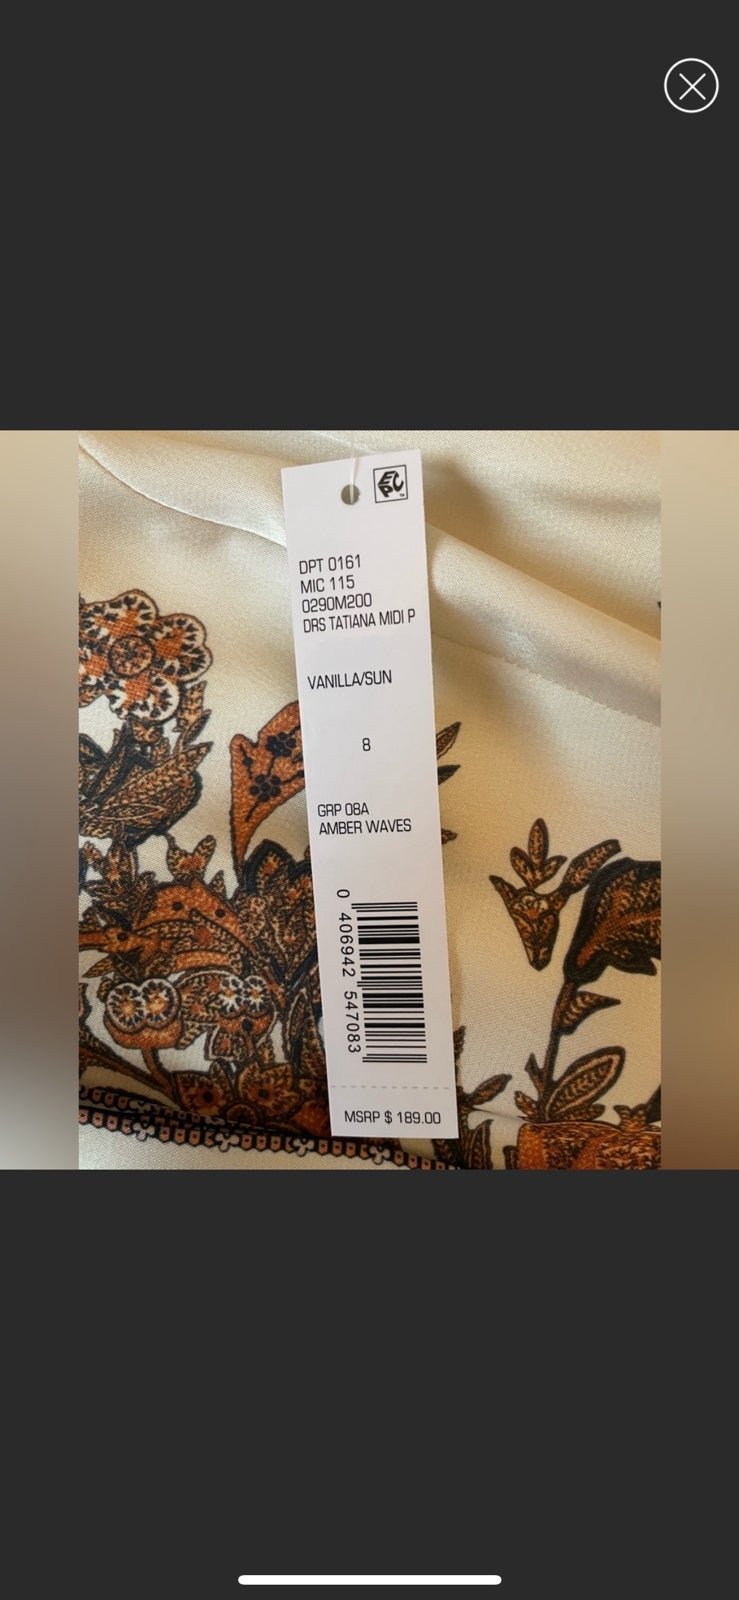 EPC
DPT 0161
MIC 115
0290M200
DRS TATIANA MIDI P
VANILLA/SUN
8
GRP 08A
AMBER WAVES
0 406942 547083
MSRP $ 189.00